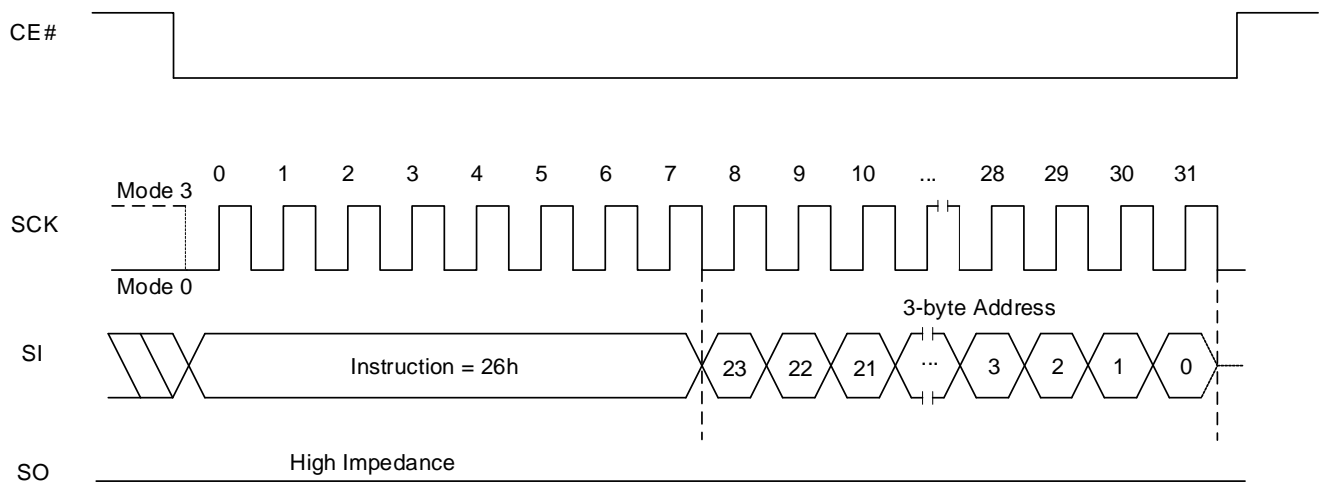 CE#
0 1 2 3 4 5 6 7 8 9 10 ... 28 29 30 31
Mode 3
SCK
Mode 0
3-byte Address
SI
Instruction = 26h
23 22 21 ... 3 2 1 0
High Impedance
SO